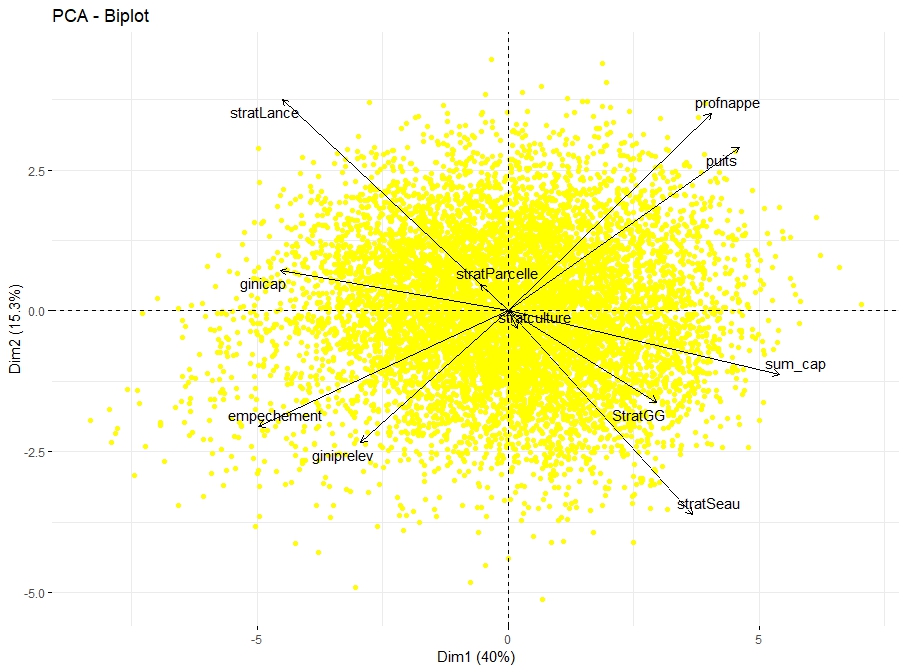 PCA - Biplot
Dim2 (15.3%)
2.5
0.0
-2.5
-5.0
stratLance
profnappe
puits
ginicap
stratParcelle
stratculture
sum_cap
empechement
StratGG
giniprelev
stratSeau
-5
0
5
Dim1 (40%)